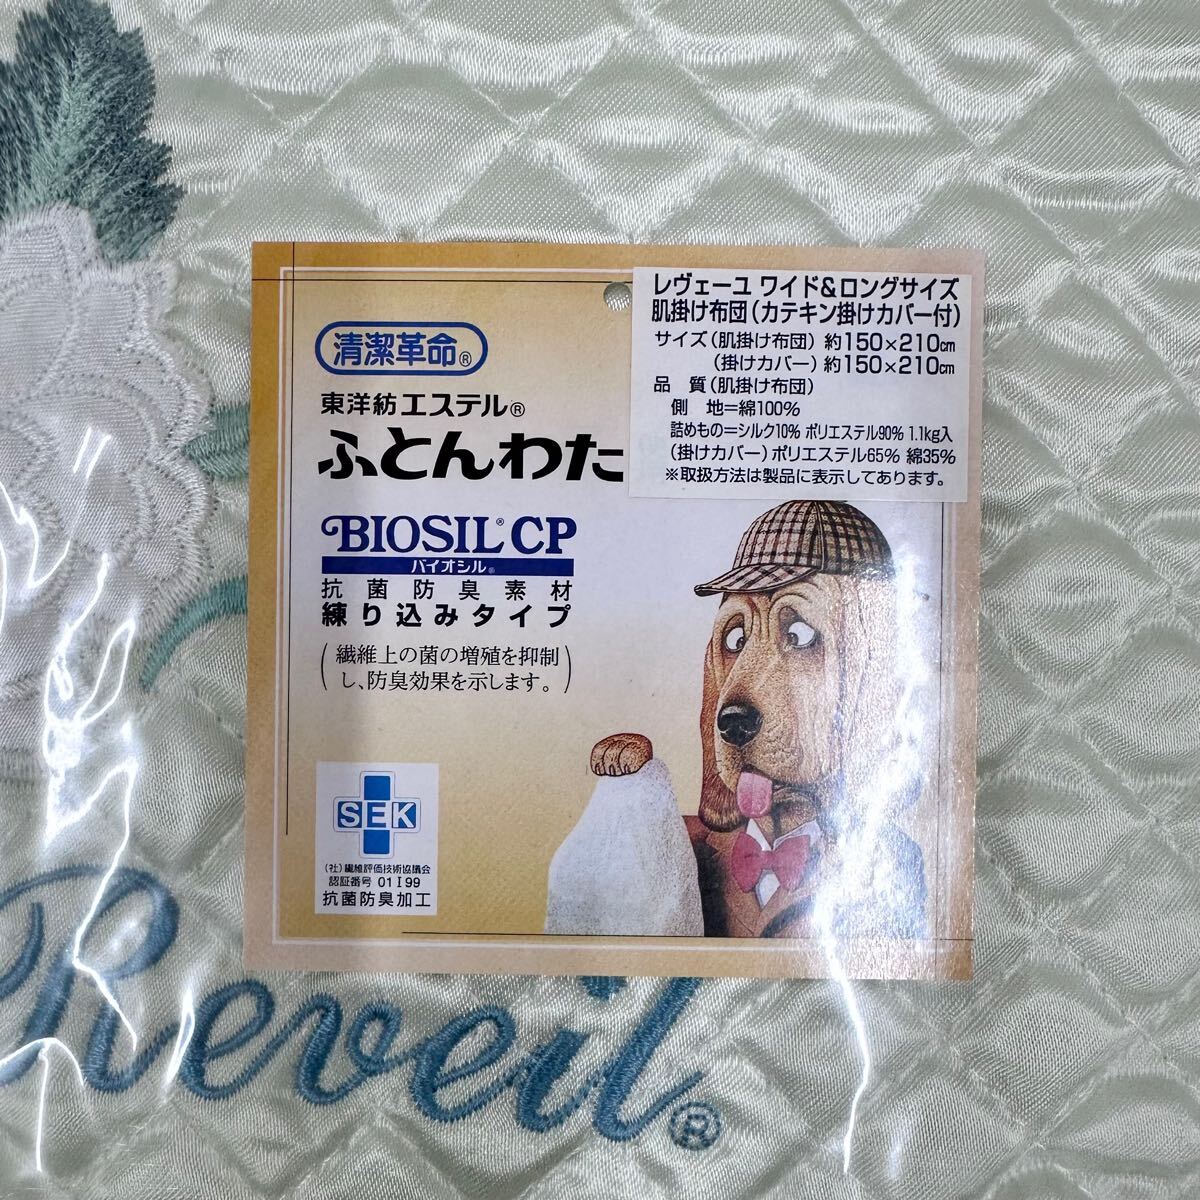 レヴェーユ ワイド&ロングサイズ
肌掛け布団(カテキン掛けカバー付)
サイズ(肌掛け布団) 約150×210cm
(掛けカバー) 約150×210cm
品 質(肌掛け布団)
側 地=綿100%
詰めもの=シルク10% ポリエステル90% 1.1kg入
(掛けカバー)ポリエステル65% 綿35%
※取扱方法は製品に表示してあります。
清潔革命®
東洋紡エステル®
ふとんわた
BIOSIL® CP
バイオシル®
抗菌防臭素材
練り込みタイプ
(繊維上の菌の増殖を抑制
し、防臭効果を示します。)
SEK
(社)繊維評価技術協議会
認証番号 01 I 99
抗菌防臭加工
Reveil®